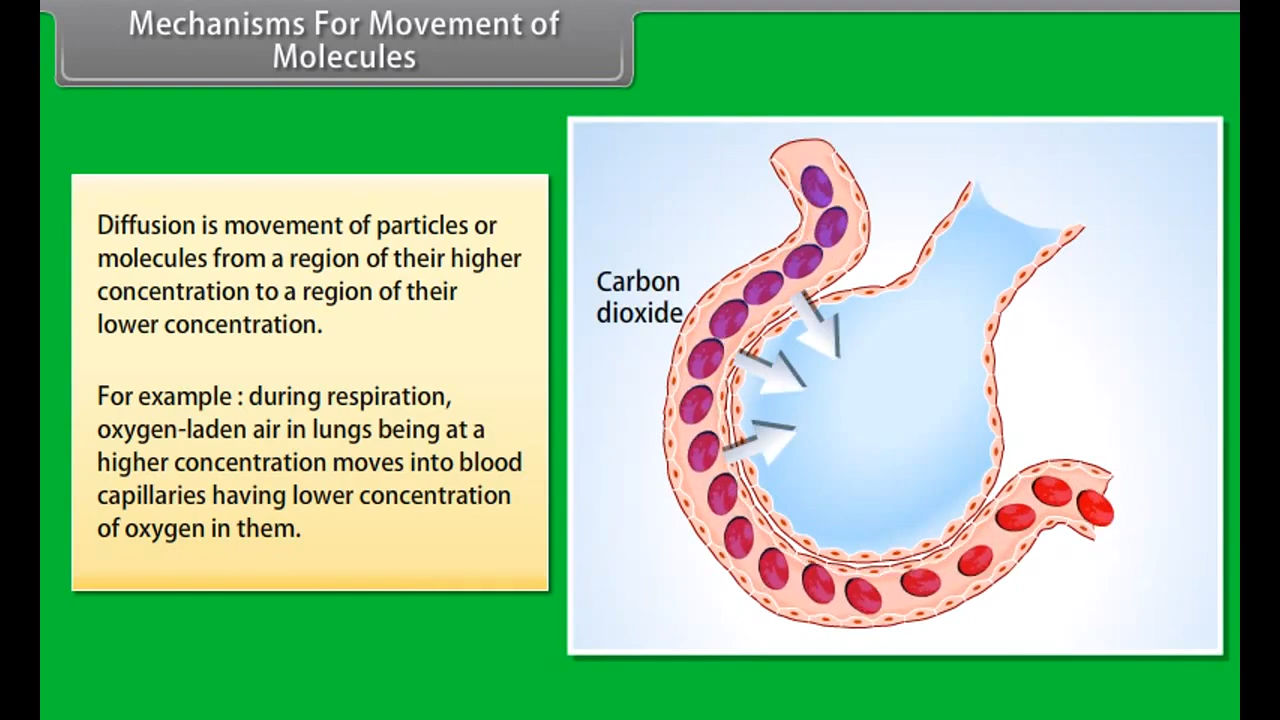 Mechanisms For Movement of
Molecules
Diffusion is movement of particles or
molecules from a region of their higher
concentration to a region of their
lower concentration.
For example : during respiration,
oxygen-laden air in lungs being at a
higher concentration moves into blood
capillaries having lower concentration
of oxygen in them.
Carbon
dioxide